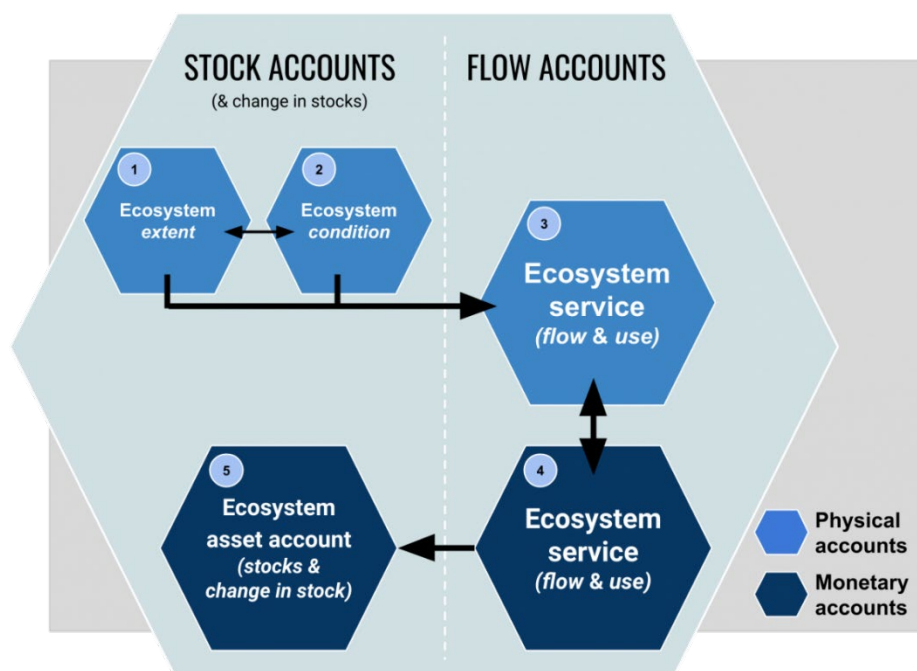 STOCK ACCOUNTS
(& change in stocks)
FLOW ACCOUNTS
1
Ecosystem
extent
2
Ecosystem
condition
3
Ecosystem
service
(flow & use)
5
Ecosystem
asset account
(stocks &
change in stock)
4
Ecosystem
service
(flow & use)
Physical
accounts
Monetary
accounts